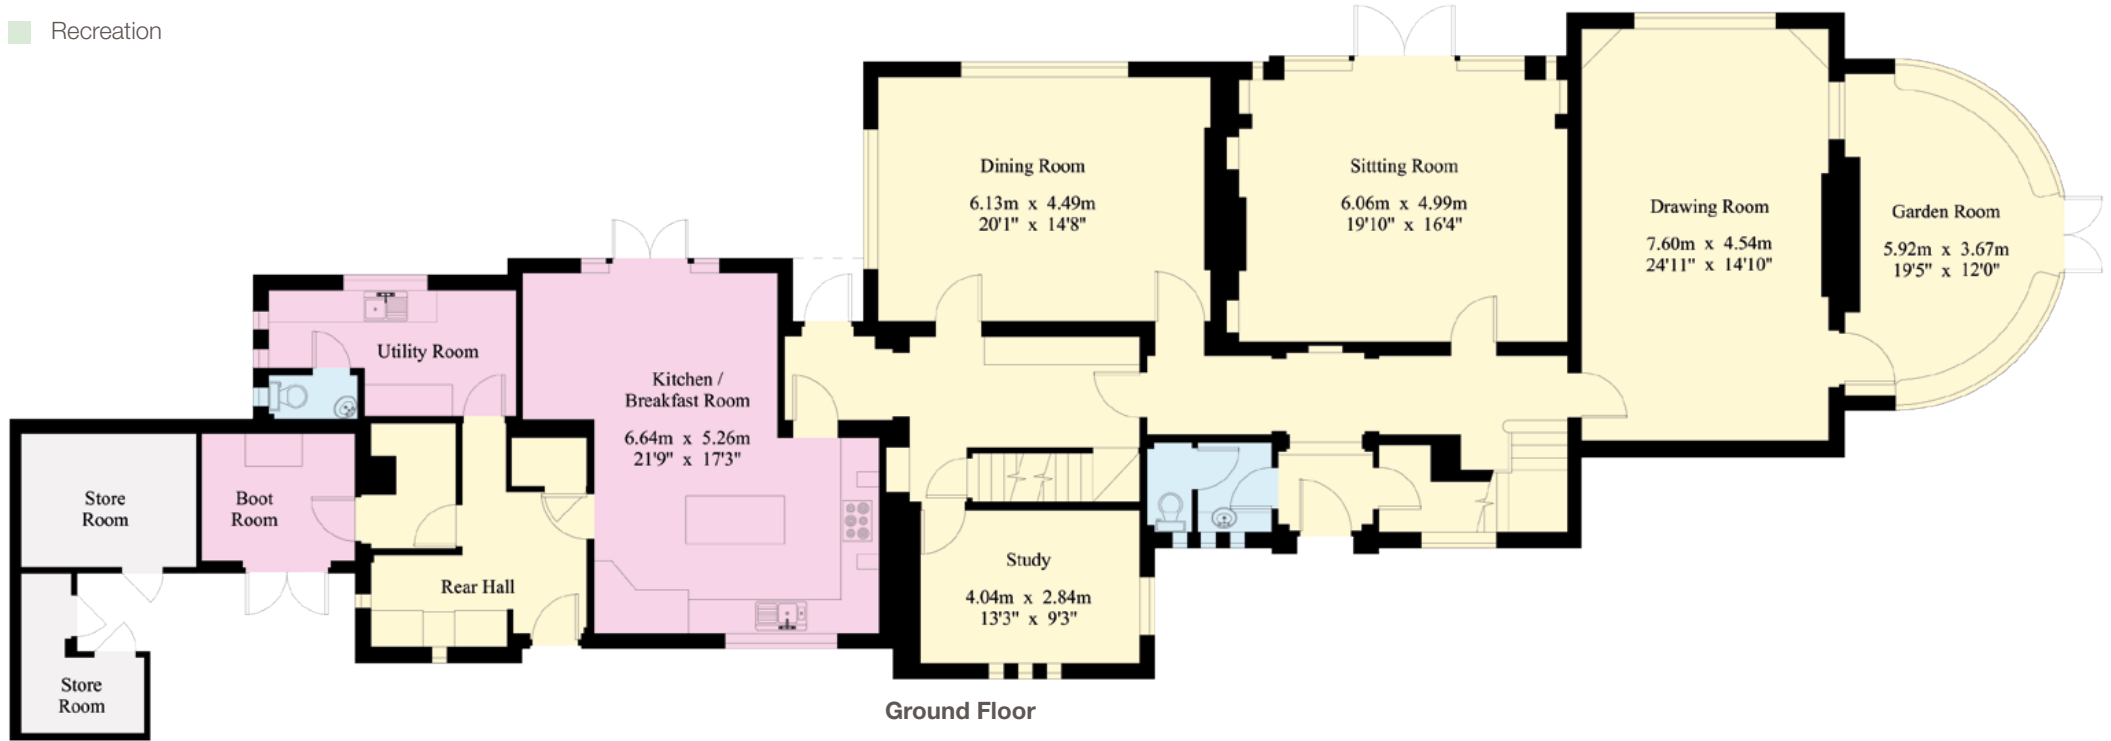 Recreation
Dining Room
6.13m x 4.49m
20'1" x 14'8"
Sittting Room
6.06m x 4.99m
19'10" x 16'4"
Drawing Room
7.60m x 4.54m
24'11" x 14'10"
Garden Room
5.92m x 3.67m
19'5" x 12'0"
Utility Room
Kitchen /
Breakfast Room
6.64m x 5.26m
21'9" x 17'3"
Store
Room
Boot
Room
Rear Hall
Study
4.04m x 2.84m
13'3" x 9'3"
Store
Room
Ground Floor